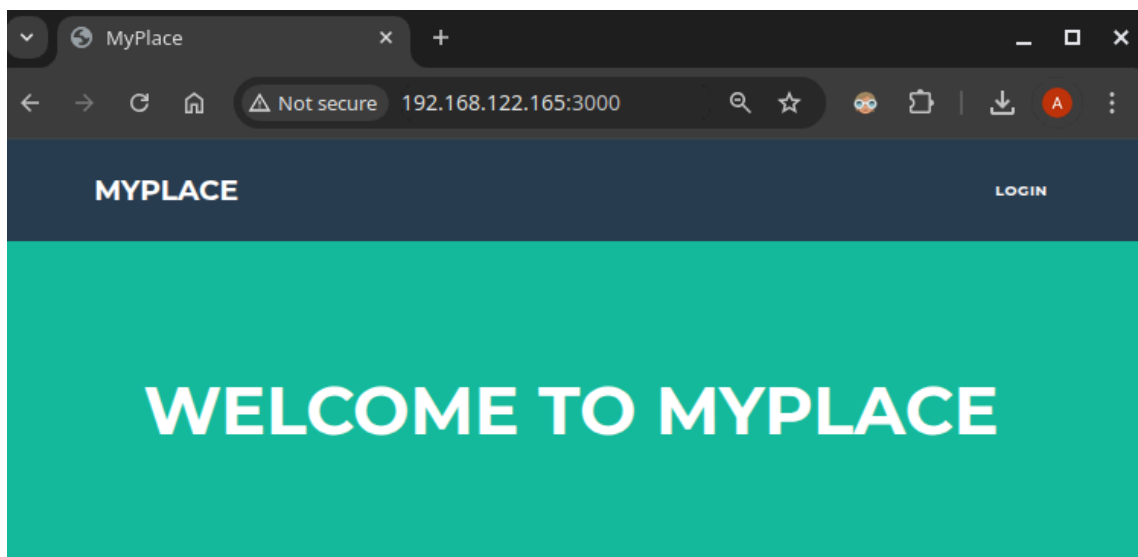 MyPlace
Not secure 192.168.122.165:3000
A
MYPLACE
LOGIN
WELCOME TO MYPLACE